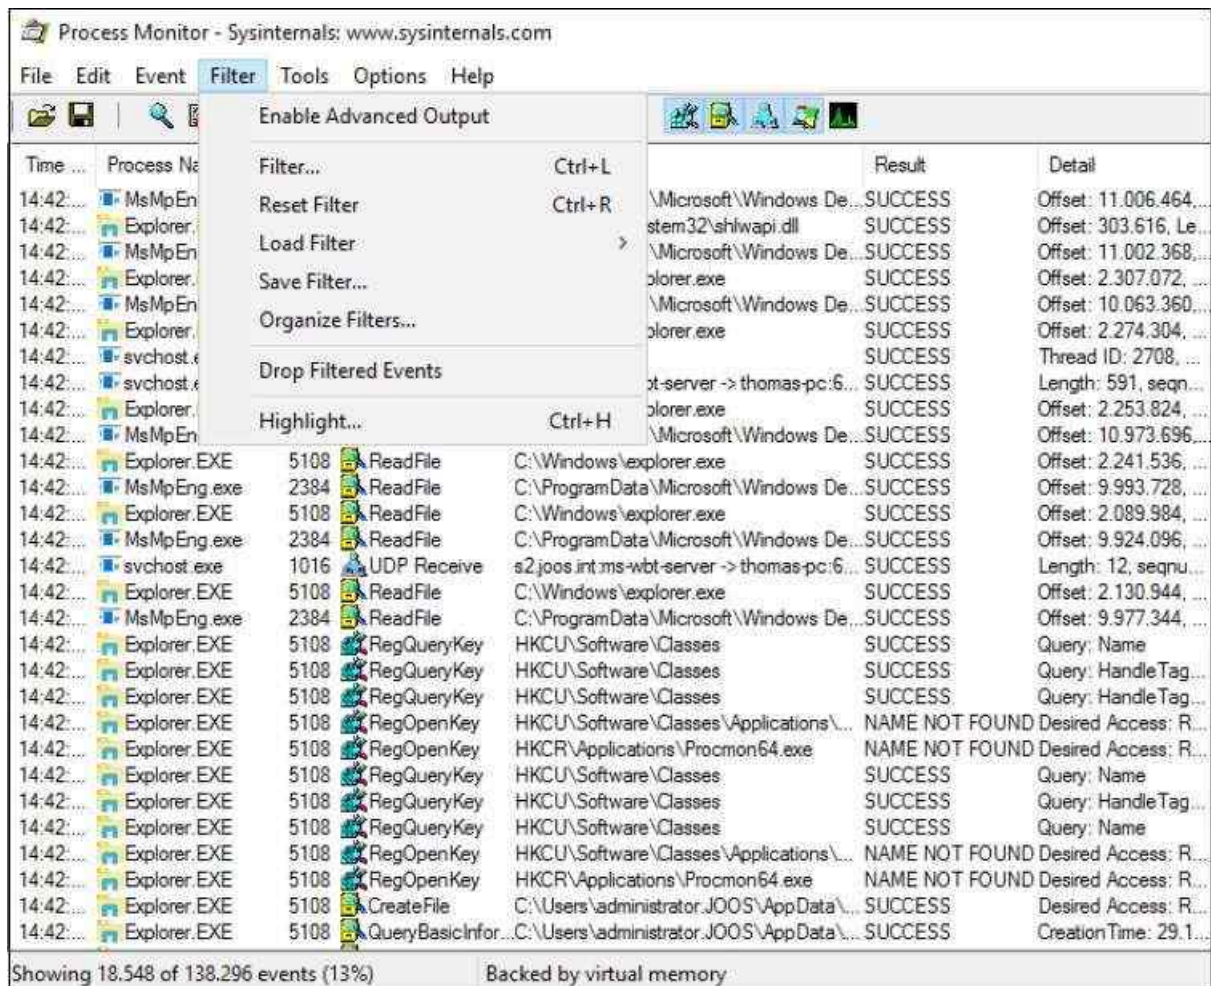 Process Monitor - Sysinternals: www.sysinternals.com
File Edit Event Filter Tools Options Help
Enable Advanced Output
Filter... Ctrl+L
Reset Filter Ctrl+R
Load Filter >
Save Filter...
Organize Filters...
Drop Filtered Events
Highlight... Ctrl+H
Time ... Process Na Result Detail
14:42:... MsMpEn \Microsoft\Windows De... SUCCESS Offset: 11.006.464,...
14:42:... Explorer. stem32\shlwapi.dll SUCCESS Offset: 303.616, Le...
14:42:... MsMpEn \Microsoft\Windows De... SUCCESS Offset: 11.002.368,...
14:42:... Explorer. plorer.exe SUCCESS Offset: 2.307.072, ...
14:42:... MsMpEn \Microsoft\Windows De... SUCCESS Offset: 10.063.360,...
14:42:... Explorer. plorer.exe SUCCESS Offset: 2.274.304, ...
14:42:... svchost.e SUCCESS Thread ID: 2708, ...
14:42:... svchost.e bt-server -> thomas-pc:6... SUCCESS Length: 591, seqn...
14:42:... Explorer. plorer.exe SUCCESS Offset: 2.253.824, ...
14:42:... MsMpEn \Microsoft\Windows De... SUCCESS Offset: 10.973.696,...
14:42:... Explorer.EXE 5108 ReadFile C:\Windows\explorer.exe SUCCESS Offset: 2.241.536, ...
14:42:... MsMpEng.exe 2384 ReadFile C:\ProgramData\Microsoft\Windows De... SUCCESS Offset: 9.993.728, ...
14:42:... Explorer.EXE 5108 ReadFile C:\Windows\explorer.exe SUCCESS Offset: 2.089.984, ...
14:42:... MsMpEng.exe 2384 ReadFile C:\ProgramData\Microsoft\Windows De... SUCCESS Offset: 9.924.096, ...
14:42:... svchost.exe 1016 UDP Receive s2.joos.int:ms-wbt-server -> thomas-pc:6... SUCCESS Length: 12, seqnu...
14:42:... Explorer.EXE 5108 ReadFile C:\Windows\explorer.exe SUCCESS Offset: 2.130.944, ...
14:42:... MsMpEng.exe 2384 ReadFile C:\ProgramData\Microsoft\Windows De... SUCCESS Offset: 9.977.344, ...
14:42:... Explorer.EXE 5108 RegQueryKey HKCU\Software\Classes SUCCESS Query: Name
14:42:... Explorer.EXE 5108 RegQueryKey HKCU\Software\Classes SUCCESS Query: HandleTag...
14:42:... Explorer.EXE 5108 RegQueryKey HKCU\Software\Classes SUCCESS Query: HandleTag...
14:42:... Explorer.EXE 5108 RegOpenKey HKCU\Software\Classes\Applications\... NAME NOT FOUND Desired Access: R...
14:42:... Explorer.EXE 5108 RegOpenKey HKCR\Applications\Procmon64.exe NAME NOT FOUND Desired Access: R...
14:42:... Explorer.EXE 5108 RegQueryKey HKCU\Software\Classes SUCCESS Query: Name
14:42:... Explorer.EXE 5108 RegQueryKey HKCU\Software\Classes SUCCESS Query: HandleTag...
14:42:... Explorer.EXE 5108 RegQueryKey HKCU\Software\Classes SUCCESS Query: Name
14:42:... Explorer.EXE 5108 RegOpenKey HKCU\Software\Classes\Applications\... NAME NOT FOUND Desired Access: R...
14:42:... Explorer.EXE 5108 RegOpenKey HKCR\Applications\Procmon64.exe NAME NOT FOUND Desired Access: R...
14:42:... Explorer.EXE 5108 CreateFile C:\Users\administrator.JOOS\AppData\... SUCCESS Desired Access: R...
14:42:... Explorer.EXE 5108 QueryBasicInfor... C:\Users\administrator.JOOS\AppData\... SUCCESS CreationTime: 29.1...
Showing 18.548 of 138.296 events (13%) Backed by virtual memory